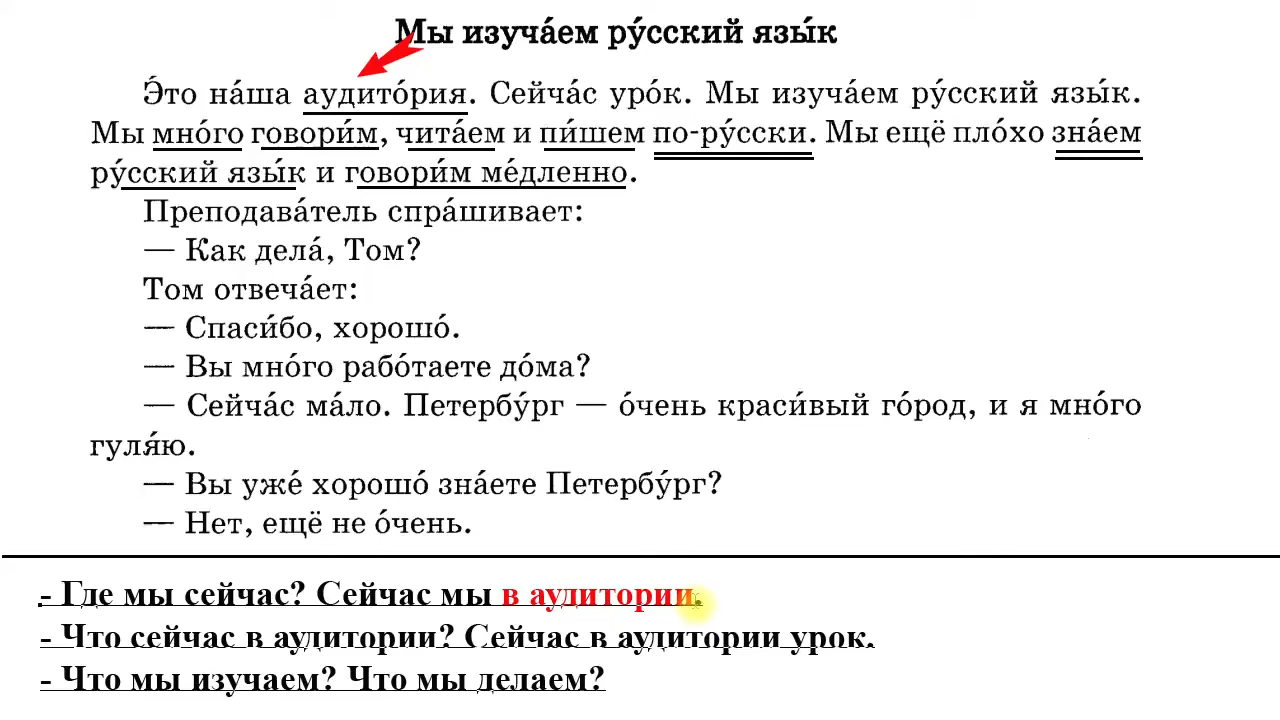 Мы изуча́ем ру́сский язы́к
Э́то на́ша аудито́рия. Сейча́с уро́к. Мы изуча́ем ру́сский язы́к.
Мы мно́го говори́м, чита́ем и пи́шем по-ру́сски. Мы ещё пло́хо зна́ем
ру́сский язы́к и говори́м ме́дленно.
Преподава́тель спра́шивает:
— Как дела́, Том?
Том отвеча́ет:
— Спаси́бо, хорошо́.
— Вы мно́го рабо́таете до́ма?
— Сейча́с ма́ло. Петербу́рг — о́чень краси́вый го́род, и я мно́го
гуля́ю.
— Вы уже́ хорошо́ зна́ете Петербу́рг?
— Нет, ещё не о́чень.
- Где мы сейчас? Сейчас мы в аудитории.
- Что сейчас в аудитории? Сейчас в аудитории урок.
- Что мы изучаем? Что мы делаем?